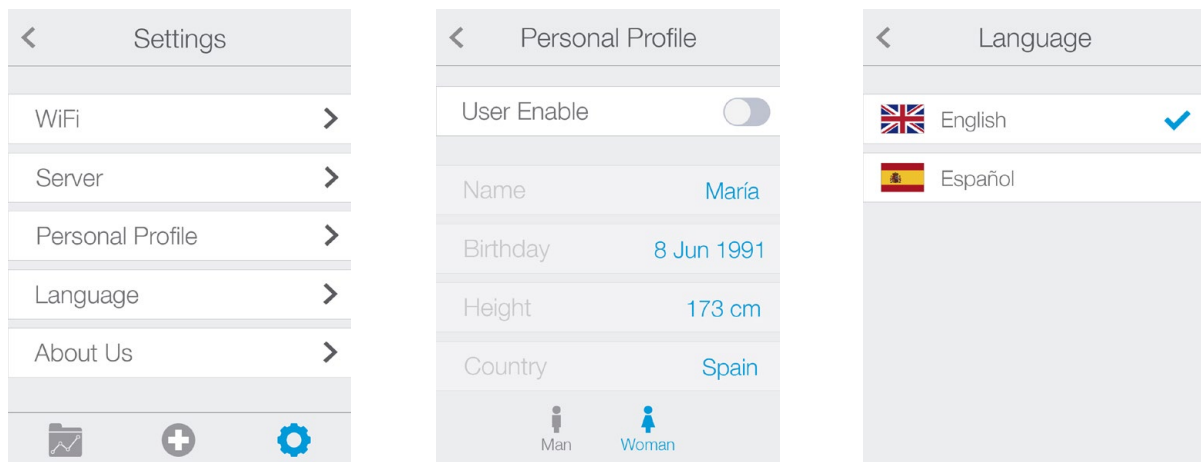 Settings
WiFi
Server
Personal Profile
Language
About Us
Personal Profile
User Enable
Name María
Birthday 8 Jun 1991
Height 173 cm
Country Spain
Man Woman
Language
English
Español